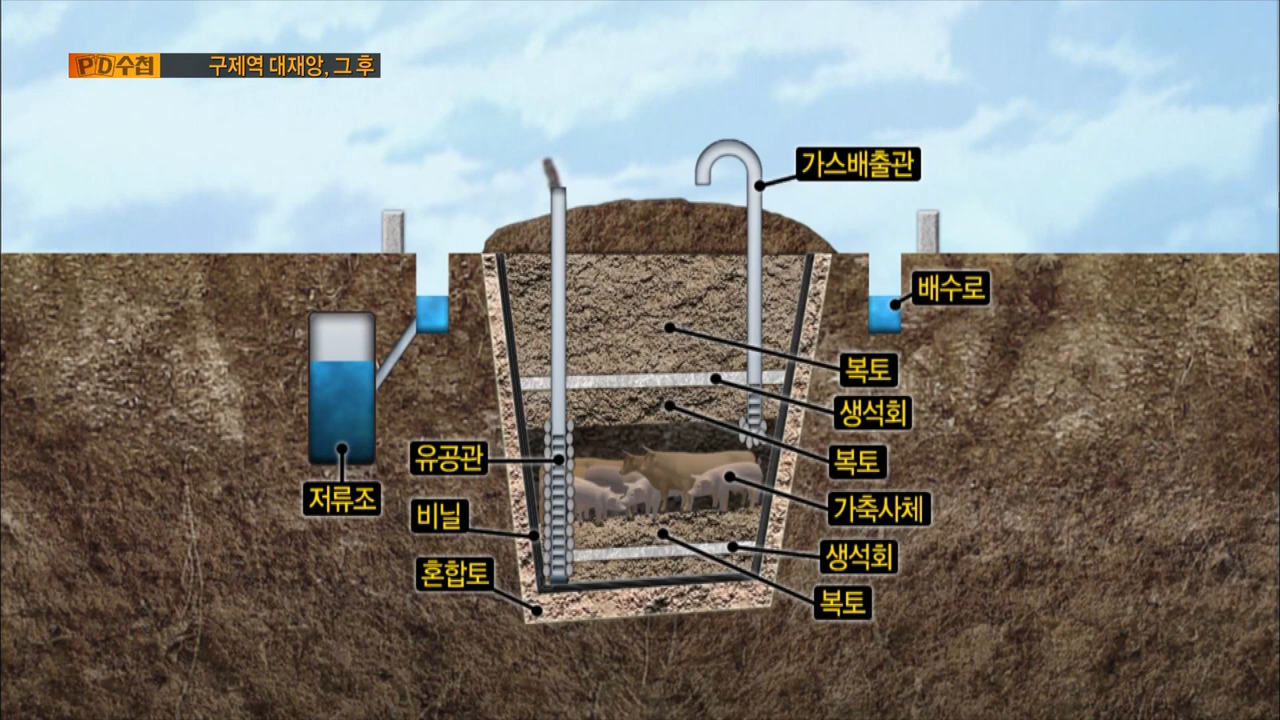 PD수첩 구제역 대재앙, 그 후
가스배출관
배수로
복토
생석회
복토
가축사체
생석회
복토
유공관
비닐
혼합토
저류조